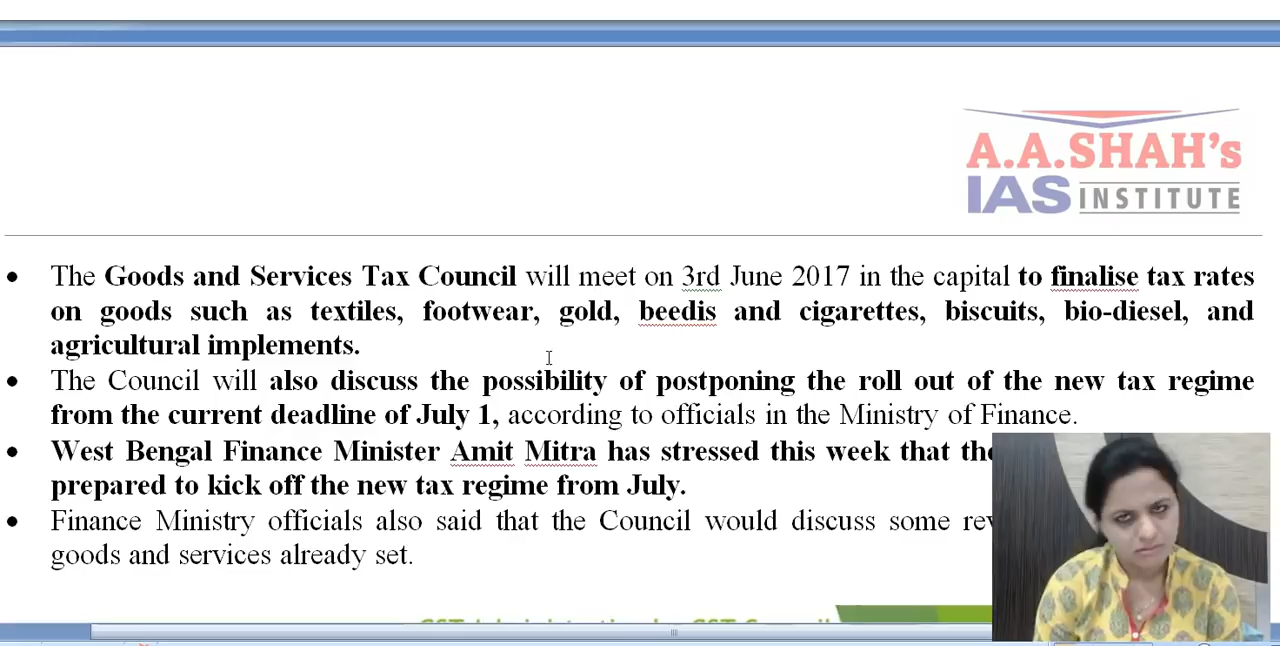 A.A.SHAH's
IAS INSTITUTE
• The Goods and Services Tax Council will meet on 3rd June 2017 in the capital to finalise tax rates
on goods such as textiles, footwear, gold, beedis and cigarettes, biscuits, bio-diesel, and
agricultural implements.
• The Council will also discuss the possibility of postponing the roll out of the new tax regime
from the current deadline of July 1, according to officials in the Ministry of Finance.
• West Bengal Finance Minister Amit Mitra has stressed this week that the
prepared to kick off the new tax regime from July.
• Finance Ministry officials also said that the Council would discuss some
goods and services already set.